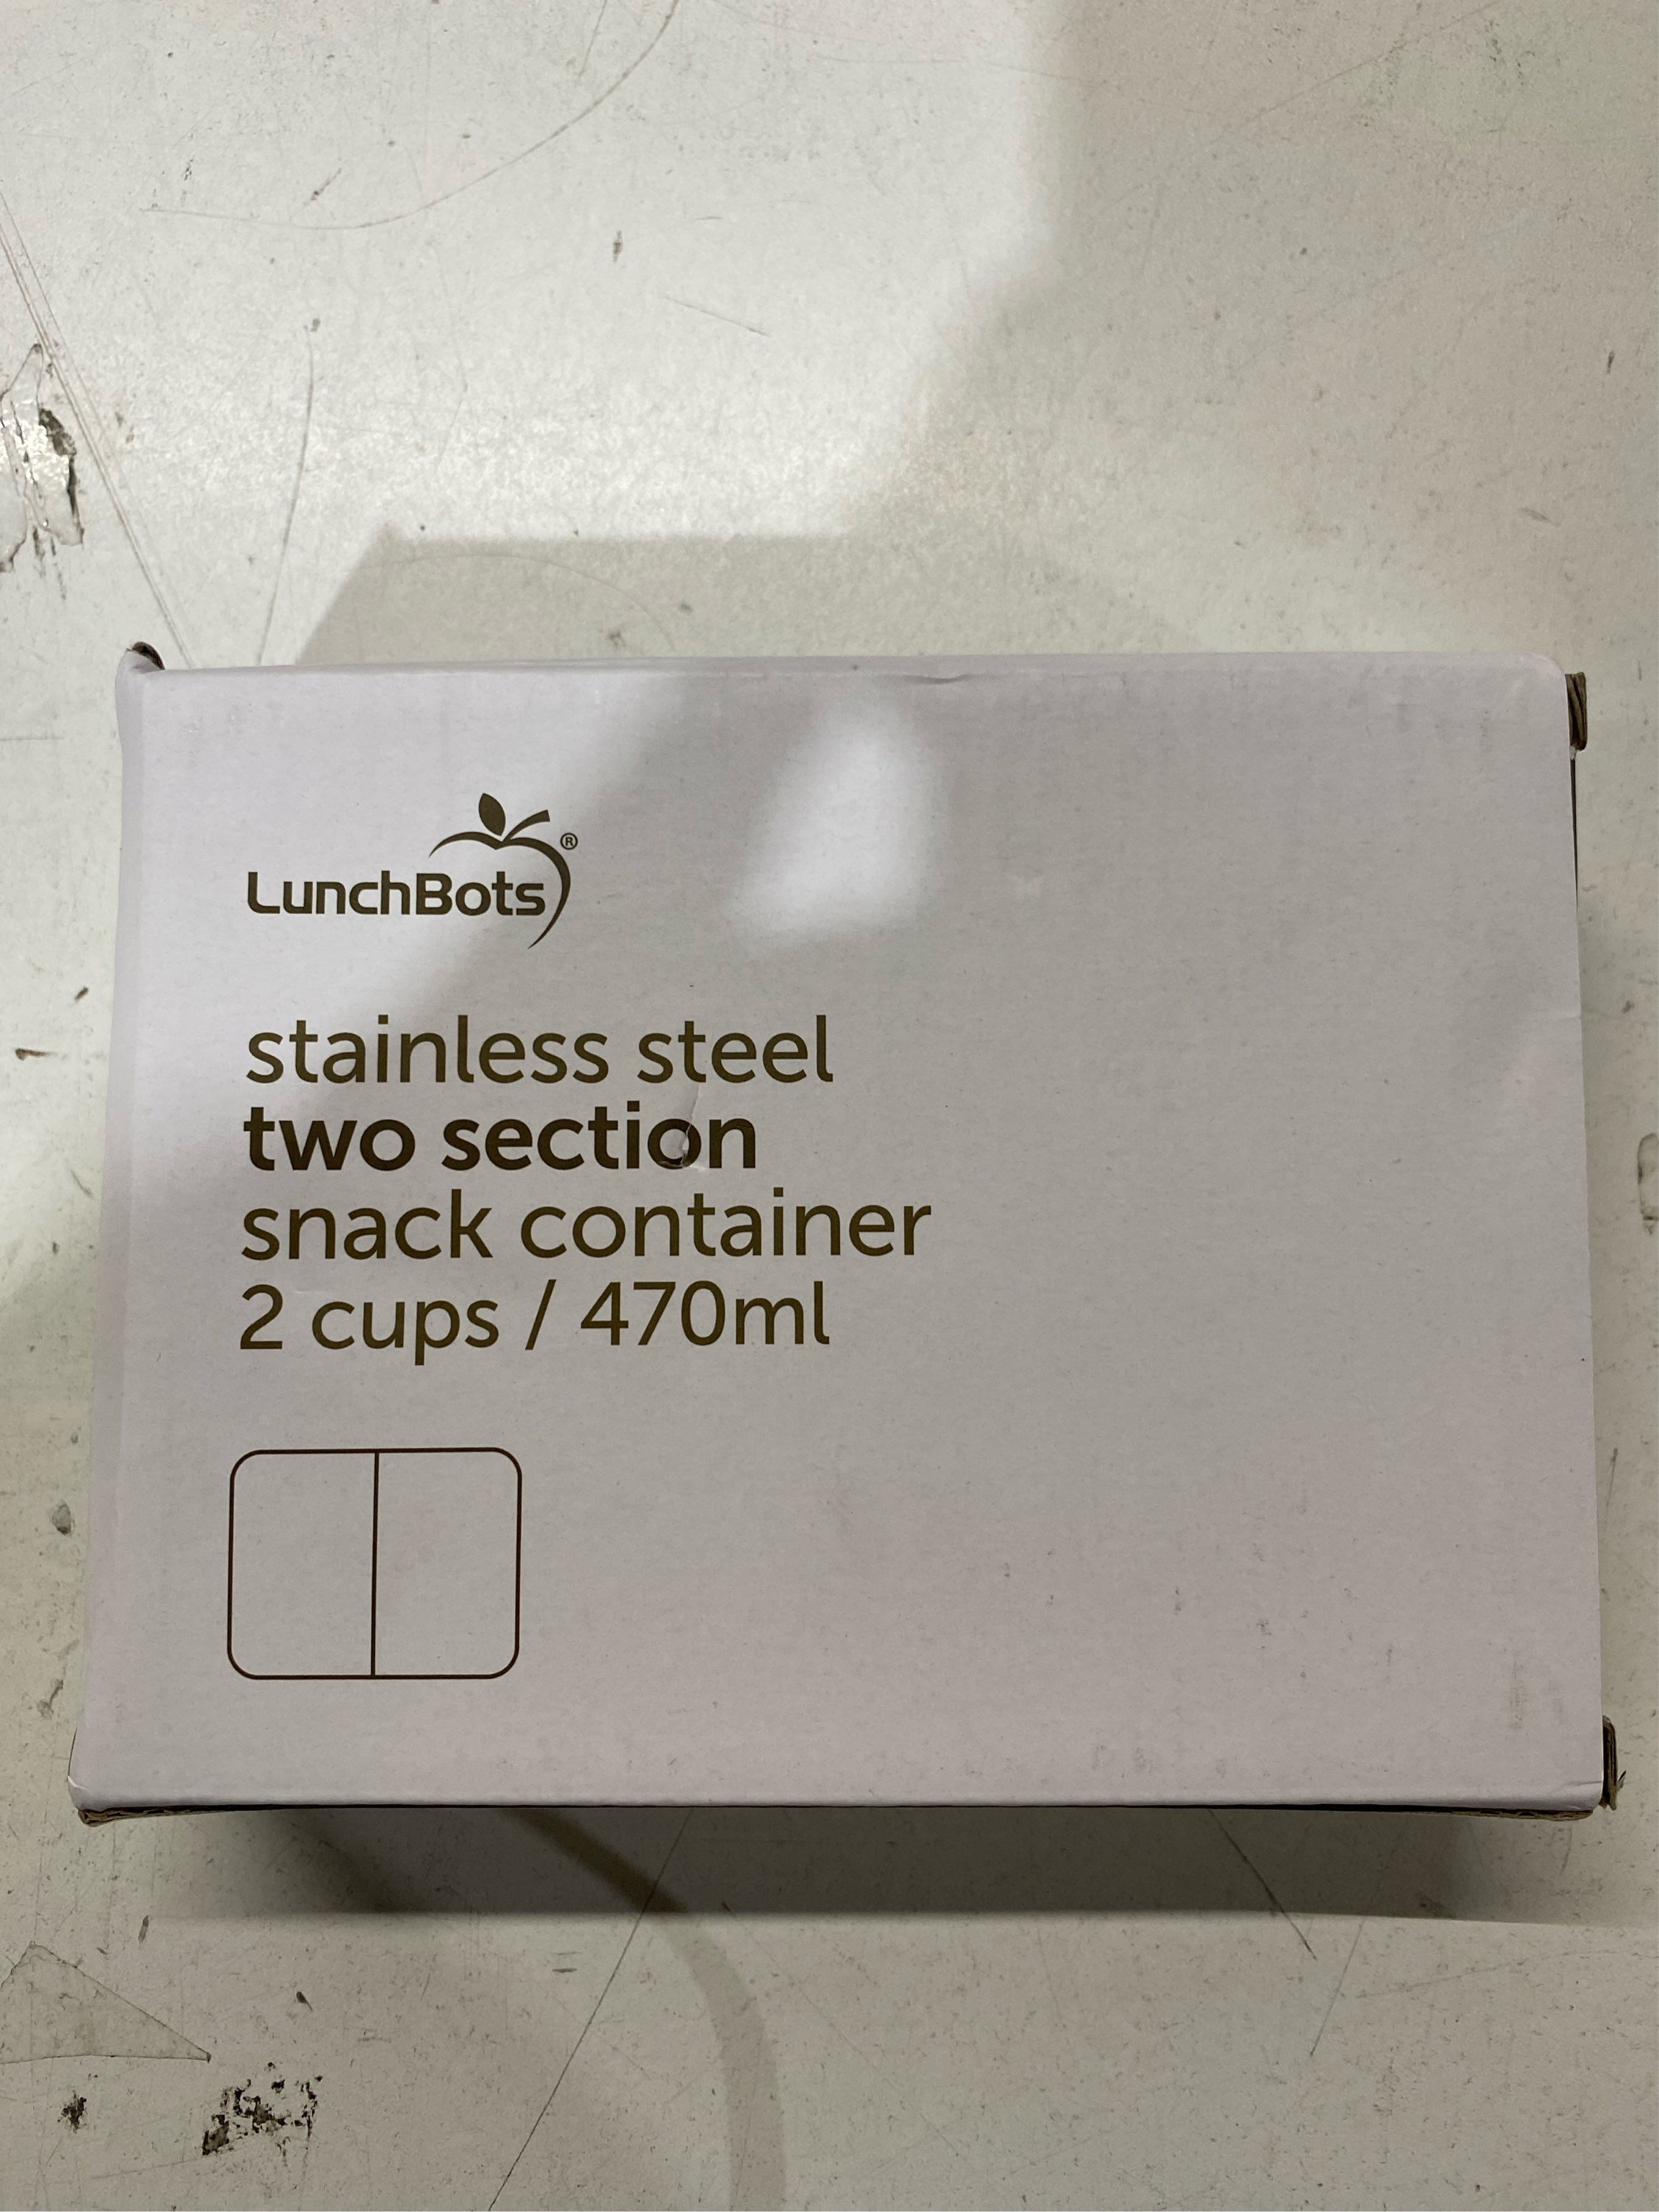 LunchBots®
stainless steel
two section
snack container
2 cups / 470ml